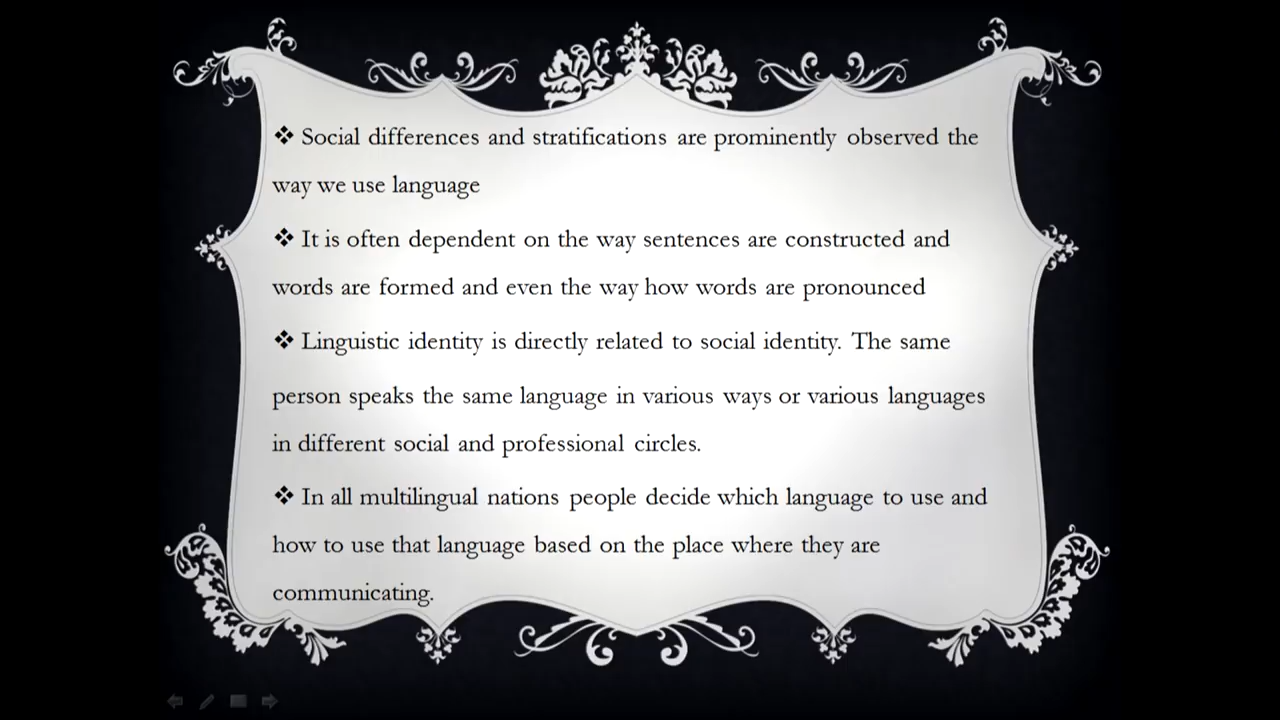 ❖ Social differences and stratifications are prominently observed the
way we use language
❖ It is often dependent on the way sentences are constructed and
words are formed and even the way how words are pronounced
❖ Linguistic identity is directly related to social identity. The same
person speaks the same language in various ways or various languages
in different social and professional circles.
❖ In all multilingual nations people decide which language to use and
how to use that language based on the place where they are
communicating.